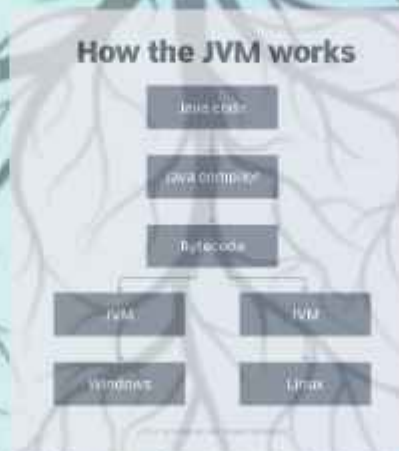 How the JVM works
Java code
Java compiler
Bytecode
JVM JVM
Windows Linux